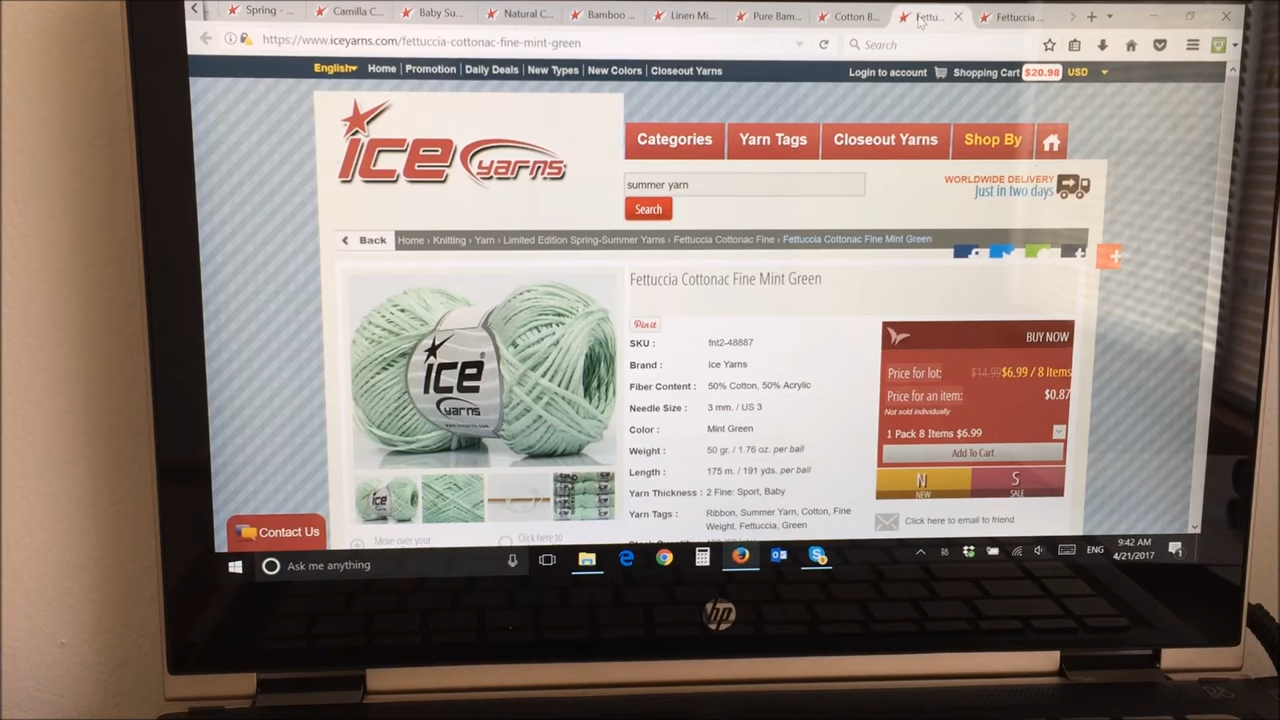 Spring - ...
Camilla C...
Baby Su...
Natural C...
Bamboo ...
Linen Mi...
Pure Bam...
Cotton B...
Fettu...
Fettuccia ...
https://www.iceyarns.com/fettuccia-cottonac-fine-mint-green
Search
English
Home | Promotion | Daily Deals | New Types | New Colors | Closeout Yarns
Login to account
Shopping Cart $20.98 USD
ice yarns
Categories
Yarn Tags
Closeout Yarns
Shop By
summer yarn
Search
WORLDWIDE DELIVERY
Just in two days
Back
Home › Knitting › Yarn › Limited Edition Spring-Summer Yarns › Fettuccia Cottonac Fine › Fettuccia Cottonac Fine Mint Green
Fettuccia Cottonac Fine Mint Green
Pin it
SKU : fnt2-48887
Brand : Ice Yarns
Fiber Content : 50% Cotton, 50% Acrylic
Needle Size : 3 mm. / US 3
Color : Mint Green
Weight : 50 gr. / 1.76 oz. per ball
Length : 175 m. / 191 yds. per ball
Yarn Thickness : 2 Fine: Sport, Baby
Yarn Tags : Ribbon, Summer Yarn, Cotton, Fine
Weight, Fettuccia, Green
BUY NOW
Price for lot: $14.99 $6.99 / 8 Items
Price for an item: $0.87
Not sold individually
1 Pack 8 Items $6.99
Add To Cart
N
NEW
S
SALE
Click here to email to friend
ice
yarns
Move over your
Click here to
Contact Us
Ask me anything
ENG
9:42 AM
4/21/2017
hp